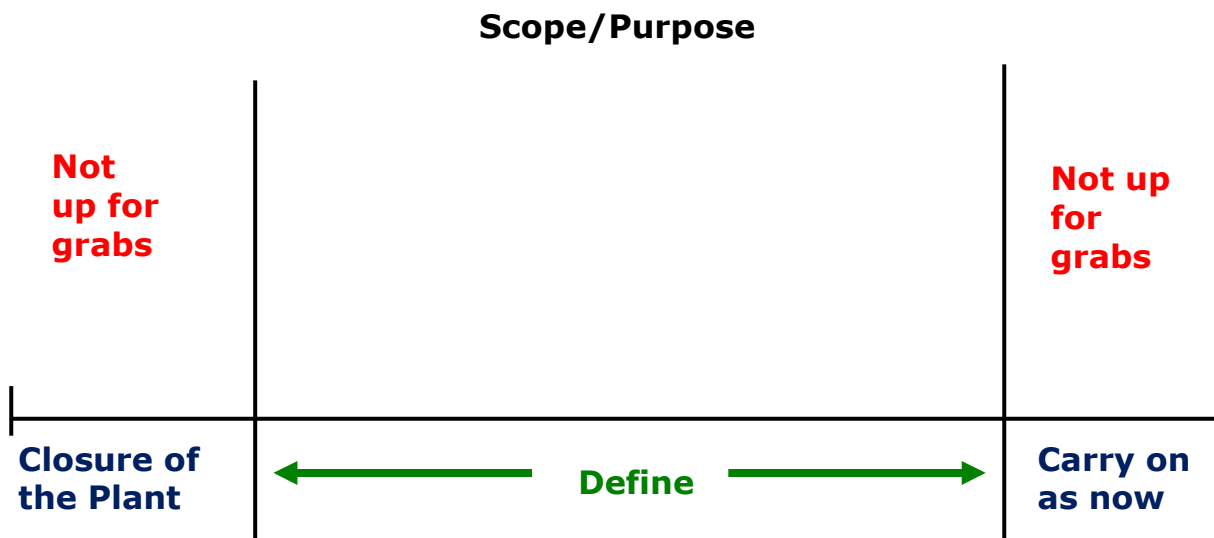 Scope/Purpose
Not
up for
grabs
Not up
for
grabs
Closure of
the Plant
Define
Carry on
as now